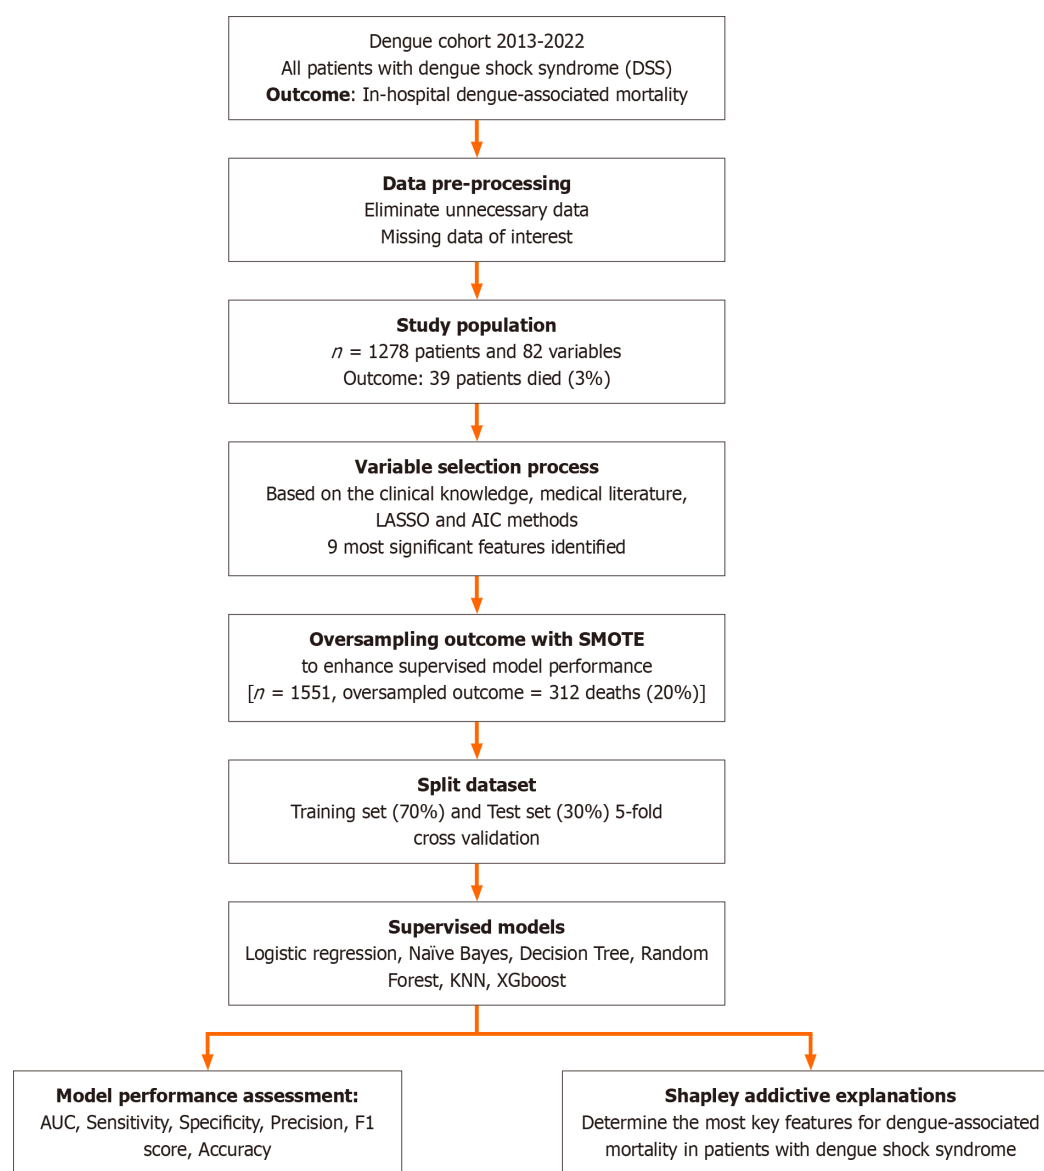 Dengue cohort 2013-2022
All patients with dengue shock syndrome (DSS)
Outcome: In-hospital dengue-associated mortality
Data pre-processing
Eliminate unnecessary data
Missing data of interest
Study population
n = 1278 patients and 82 variables
Outcome: 39 patients died (3%)
Variable selection process
Based on the clinical knowledge, medical literature,
LASSO and AIC methods
9 most significant features identified
Oversampling outcome with SMOTE
to enhance supervised model performance
[n = 1551, oversampled outcome = 312 deaths (20%)]
Split dataset
Training set (70%) and Test set (30%) 5-fold
cross validation
Supervised models
Logistic regression, Naïve Bayes, Decision Tree, Random
Forest, KNN, XGboost
Model performance assessment:
AUC, Sensitivity, Specificity, Precision, F1
score, Accuracy
Shapley addictive explanations
Determine the most key features for dengue-associated
mortality in patients with dengue shock syndrome